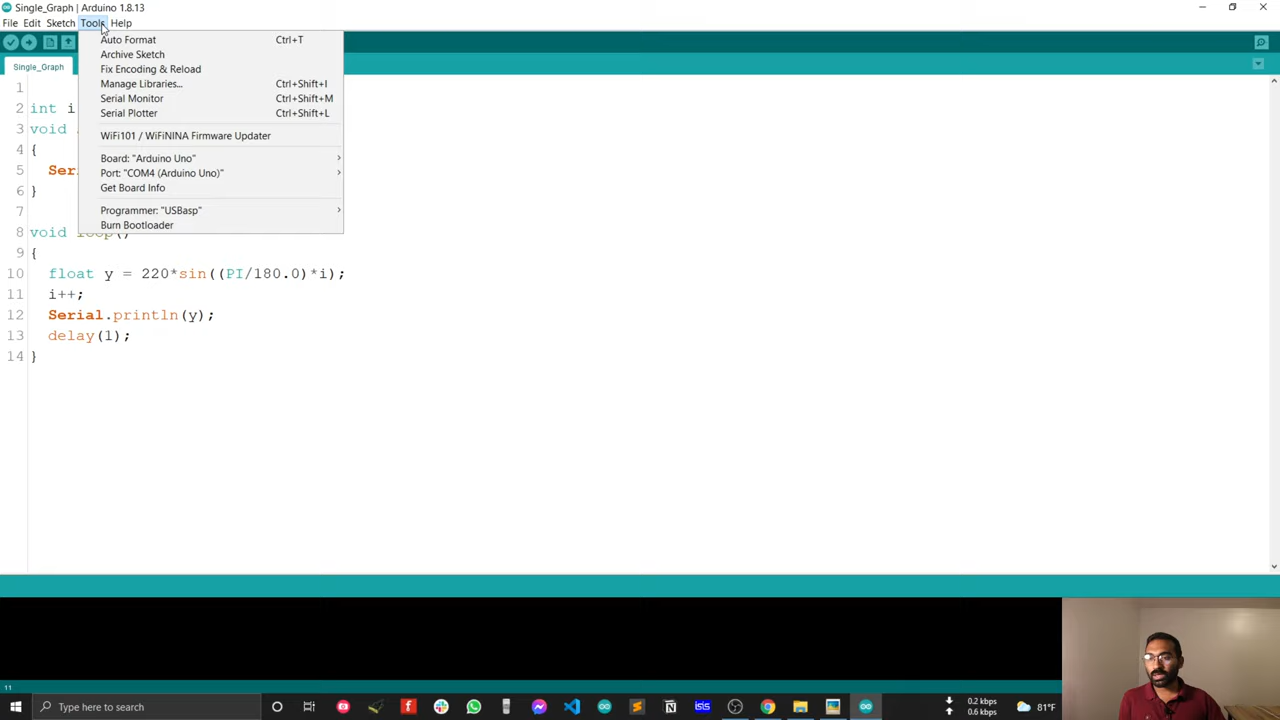 Single_Graph | Arduino 1.8.13
File Edit Sketch Tools Help
Auto Format Ctrl+T
Archive Sketch
Fix Encoding & Reload
Manage Libraries... Ctrl+Shift+I
Serial Monitor Ctrl+Shift+M
Serial Plotter Ctrl+Shift+L
WiFi101 / WiFiNINA Firmware Updater
Board: "Arduino Uno"
Port: "COM4 (Arduino Uno)"
Get Board Info
Programmer: "USBasp"
Burn Bootloader
Single_Graph
1
2 int i
3 void
4 {
5 Seri
6 }
7
8 void loop()
9 {
10 float y = 220*sin((PI/180.0)*i);
11 i++;
12 Serial.println(y);
13 delay(1);
14 }
11
Type here to search
0.2 kbps
0.6 kbps
81°F